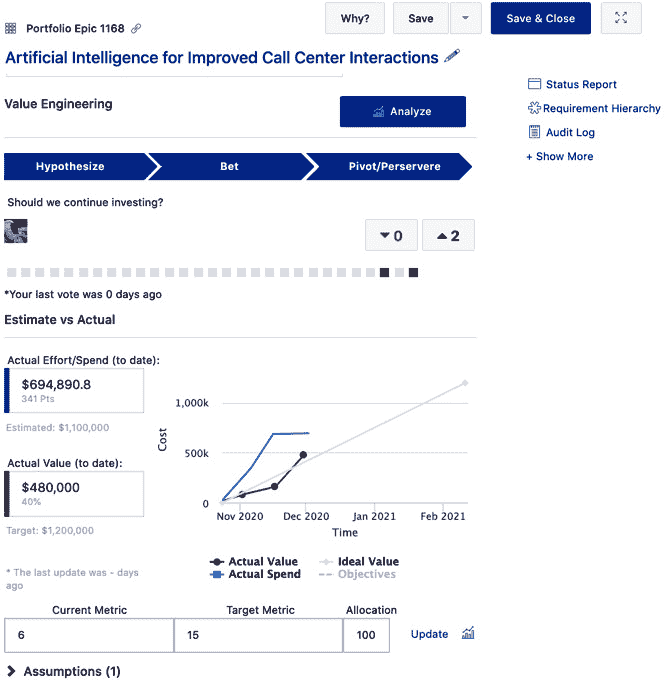 Portfolio Epic 1168
Why?
Save
Save & Close
Artificial Intelligence for Improved Call Center Interactions
Status Report
Requirement Hierarchy
Audit Log
+ Show More
Value Engineering
Analyze
Hypothesize
Bet
Pivot/Perservere
Should we continue investing?
0
2
*Your last vote was 0 days ago
Estimate vs Actual
Actual Effort/Spend (to date):
$694,890.8
341 Pts
Estimated: $1,100,000
Actual Value (to date):
$480,000
40%
Target: $1,200,000
* The last update was - days
ago
Cost
1,000k
500k
0
Nov 2020
Dec 2020
Jan 2021
Feb 2021
Time
Actual Value
Ideal Value
Actual Spend
Objectives
Current Metric
Target Metric
Allocation
6
15
100
Update
Assumptions (1)